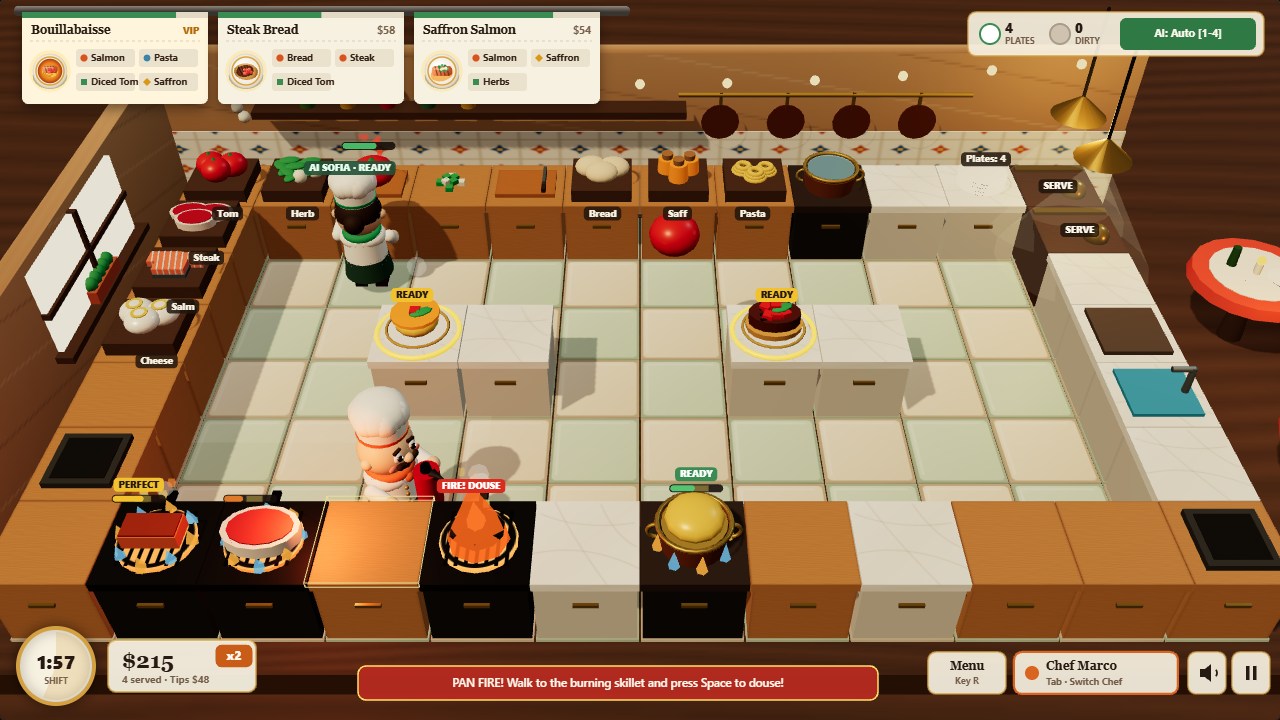 Bouillabaisse VIP
Salmon Pasta
Diced Tom Saffron
Steak Bread $58
Bread Steak
Diced Tom
Saffron Salmon $54
Salmon Saffron
Herbs
4 PLATES
0 DIRTY
AI: Auto [1-4]
AI SOFIA · READY
Plates: 4
SERVE
SERVE
Tom
Herb
Bread
Saff
Pasta
Steak
Salm
Cheese
READY
READY
PERFECT
FIRE! DOUSE
READY
1:57
SHIFT
$215 x2
4 served · Tips $48
PAN FIRE! Walk to the burning skillet and press Space to douse!
Menu
Key R
Chef Marco
Tab · Switch Chef